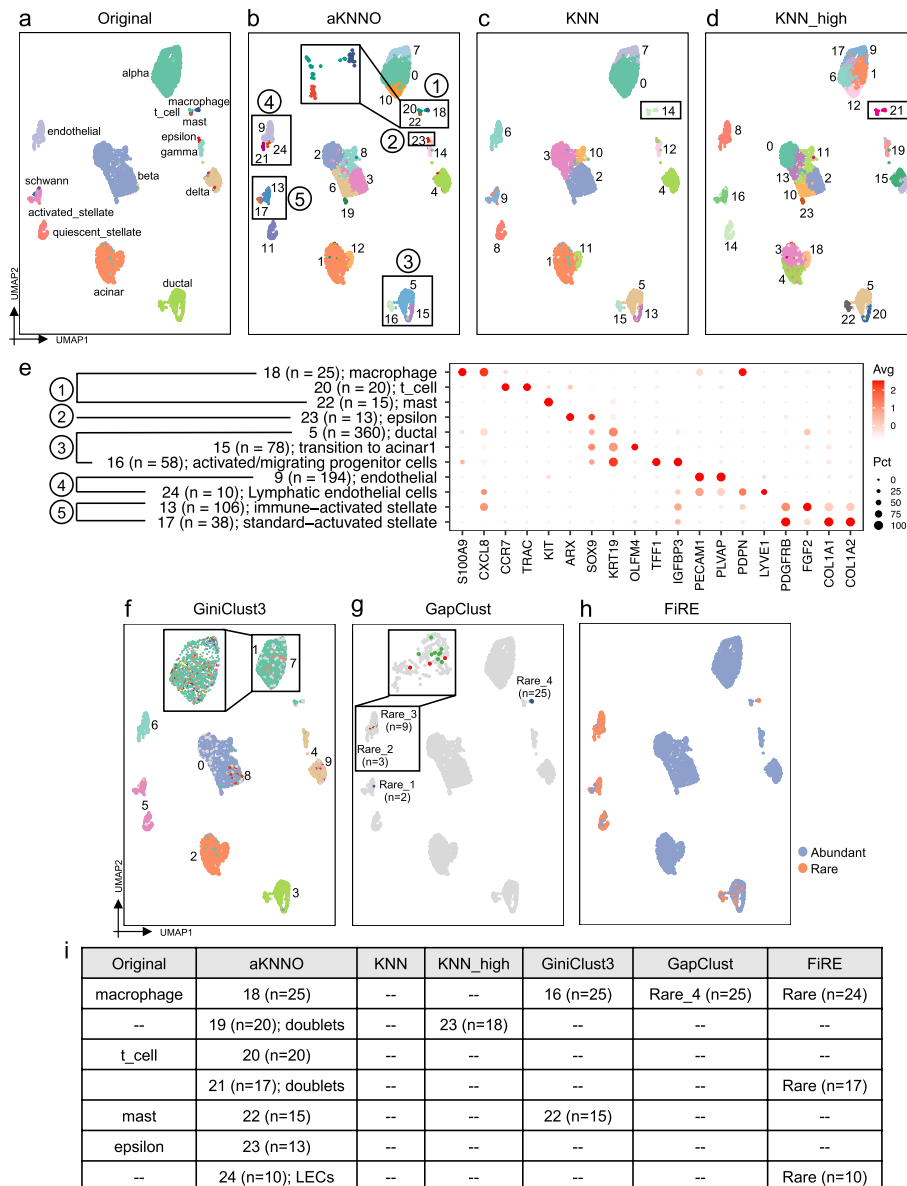 a Original
alpha
macrophage
t_cell
mast
endothelial
epsilon
gamma
beta
schwann
delta
activated_stellate
quiescent_stellate
acinar
ductal
UMAP2
UMAP1
b aKNNO
7
0
10
1
20
18
22
4
9
2
23
24
21
2
8
14
3
4
5
13
17
6
19
11
1
12
3
5
16
15
c KNN
7
0
14
6
3
10
12
2
4
9
8
1
11
5
15
13
d KNN_high
17
9
6
1
12
21
8
0
11
19
13
2
15
16
10
23
14
3
18
4
5
22
20
e
1
2
3
4
5
18 (n = 25); macrophage
20 (n = 20); t_cell
22 (n = 15); mast
23 (n = 13); epsilon
5 (n = 360); ductal
15 (n = 78); transition to acinar1
16 (n = 58); activated/migrating progenitor cells
9 (n = 194); endothelial
24 (n = 10); Lymphatic endothelial cells
13 (n = 106); immune−activated stellate
17 (n = 38); standard−actuvated stellate
S100A9
CXCL8
CCR7
TRAC
KIT
ARX
SOX9
KRT19
OLFM4
TFF1
IGFBP3
PECAM1
PLVAP
PDPN
LYVE1
PDGFRB
FGF2
COL1A1
COL1A2
Avg
2
1
0
Pct
0
25
50
75
100
f GiniClust3
1
7
6
0
4
9
8
5
2
3
UMAP2
UMAP1
g GapClust
Rare_4
(n=25)
Rare_3
(n=9)
Rare_2
(n=3)
Rare_1
(n=2)
h FiRE
Abundant
Rare
i
Original aKNNO KNN KNN_high GiniClust3 GapClust FiRE
macrophage 18 (n=25) -- -- 16 (n=25) Rare_4 (n=25) Rare (n=24)
-- 19 (n=20); doublets -- 23 (n=18) -- -- --
t_cell 20 (n=20) -- -- -- -- --
21 (n=17); doublets -- -- -- -- Rare (n=17)
mast 22 (n=15) -- -- 22 (n=15) -- --
epsilon 23 (n=13) -- -- -- -- --
-- 24 (n=10); LECs -- -- -- -- Rare (n=10)